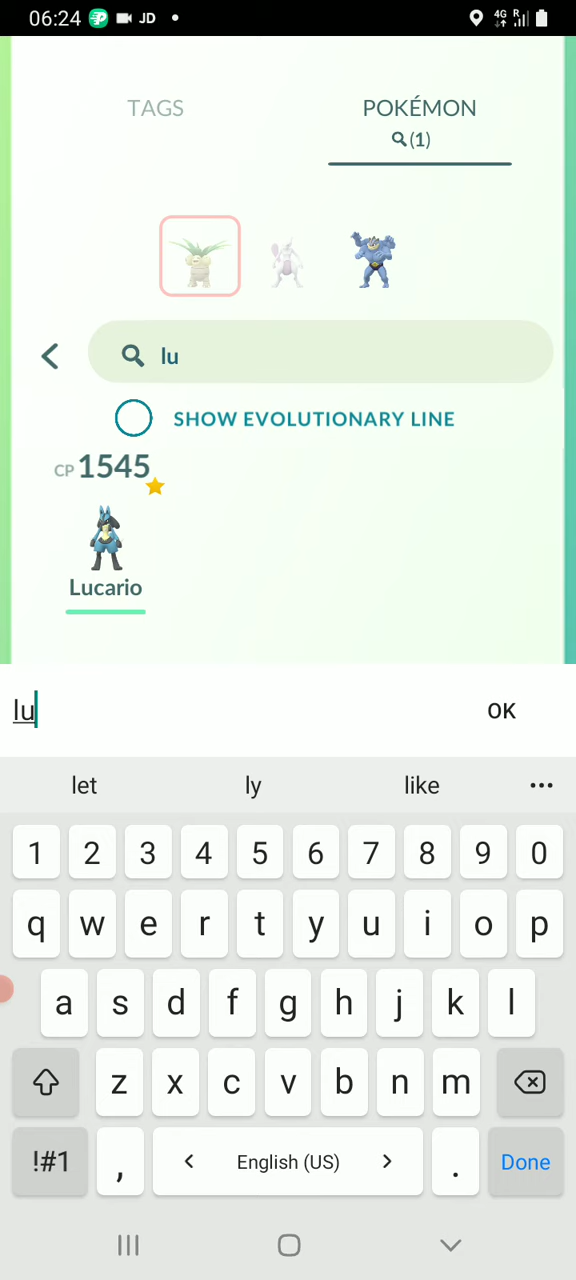 06:24 JD 4G R
TAGS
POKÉMON
(1)
lu
SHOW EVOLUTIONARY LINE
CP 1545
Lucario
lu
OK
let ly like ...
1 2 3 4 5 6 7 8 9 0
q w e r t y u i o p
a s d f g h j k l
z x c v b n m
!#1 , < English (US) > . Done